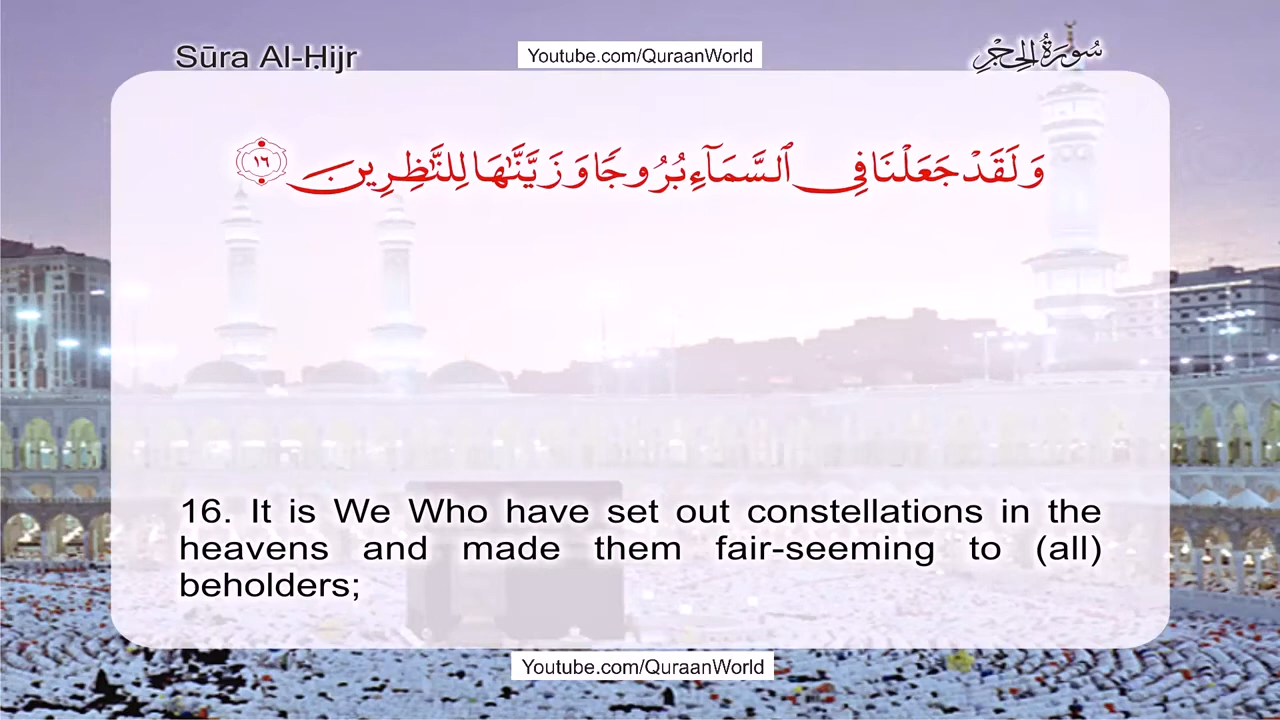 Sūra Al-Ḥijr
Youtube.com/QuraanWorld
سُورَةُ الحِجْرِ
وَلَقَدْ جَعَلْنَا فِي ٱلسَّمَآءِ بُرُوجًا وَزَيَّنَّـٰهَا لِلنَّـٰظِرِينَ ١٦
16. It is We Who have set out constellations in the
heavens and made them fair-seeming to (all)
beholders;
Youtube.com/QuraanWorld